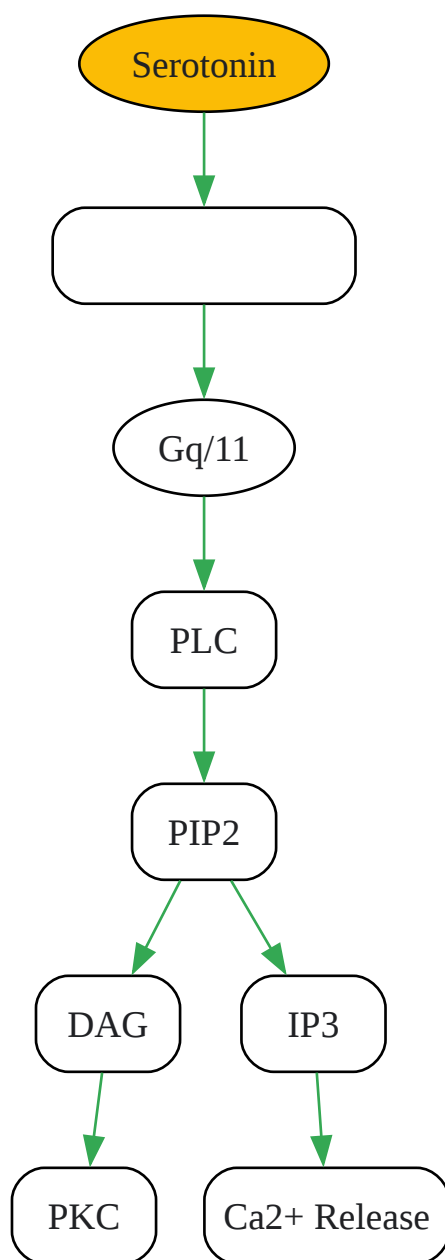 Serotonin
Gq/11
PLC
PIP2
DAG
IP3
PKC
Ca2+ Release